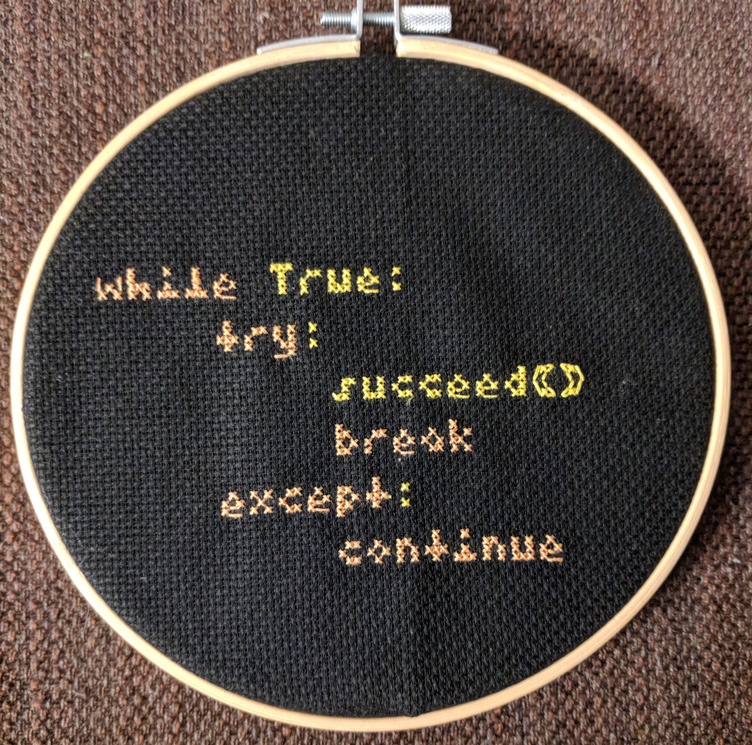 while True:
    try:
        succeed()
        break
    except:
        continue